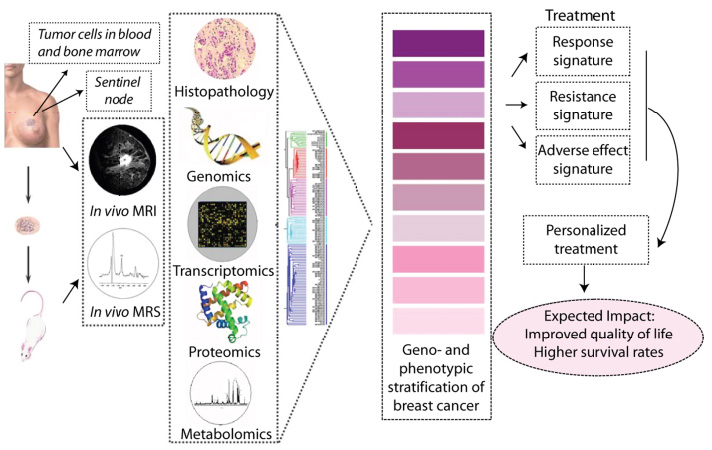 Tumor cells in blood
and bone marrow
Sentinel
node
In vivo MRI
In vivo MRS
Histopathology
Genomics
Transcriptomics
Proteomics
Metabolomics
Geno- and
phenotypic
stratification of
breast cancer
Treatment
Response
signature
Resistance
signature
Adverse effect
signature
Personalized
treatment
Expected Impact:
Improved quality of life
Higher survival rates